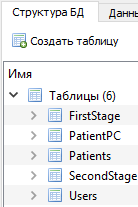 Структура БД Данны
Создать таблицу
Имя
Таблицы (6)
FirstStage
PatientPC
Patients
SecondStage
Users